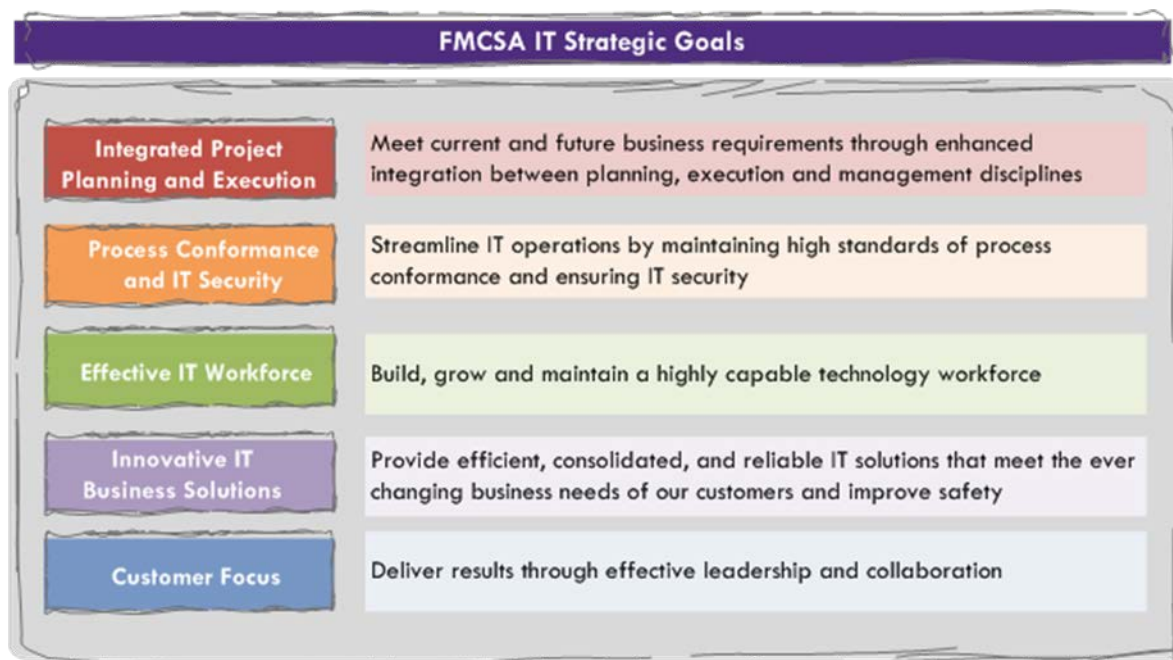 FMCSA IT Strategic Goals
Integrated Project
Planning and Execution
Meet current and future business requirements through enhanced
integration between planning, execution and management disciplines
Process Conformance
and IT Security
Streamline IT operations by maintaining high standards of process
conformance and ensuring IT security
Effective IT Workforce
Build, grow and maintain a highly capable technology workforce
Innovative IT
Business Solutions
Provide efficient, consolidated, and reliable IT solutions that meet the ever
changing business needs of our customers and improve safety
Customer Focus
Deliver results through effective leadership and collaboration